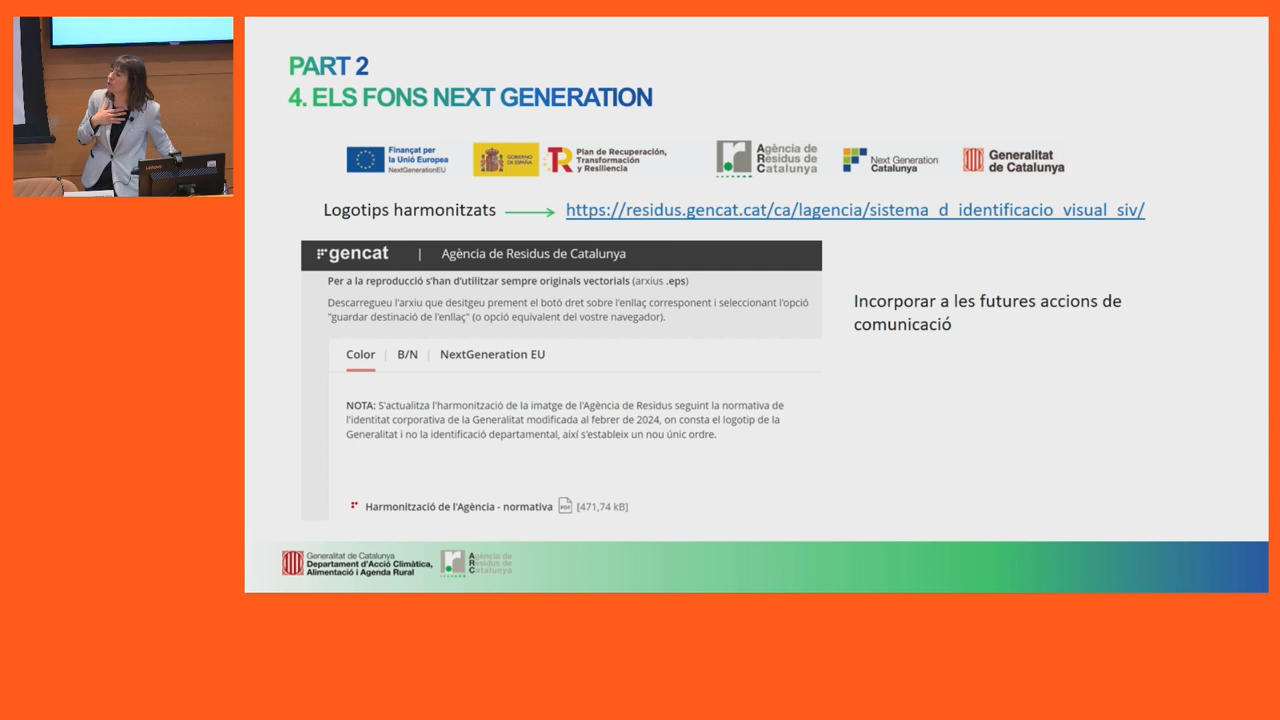 PART 2
4. ELS FONS NEXT GENERATION
Finançat per
la Unió Europea
NextGenerationEU
GOBIERNO
DE ESPAÑA
Plan de Recuperación,
Transformación
y Resiliencia
Agència de
Residus de
Catalunya
Next Generation
Catalunya
Generalitat
de Catalunya
Logotips harmonitzats
https://residus.gencat.cat/ca/lagencia/sistema_d_identificacio_visual_siv/
gencat | Agència de Residus de Catalunya
Per a la reproducció s'han d'utilitzar sempre originals vectorials (arxius .eps)
Descarregueu l'arxiu que desitgeu prement el botó dret sobre l'enllaç corresponent i seleccionant l'opció
"guardar destinació de l'enllaç" (o opció equivalent del vostre navegador).
Color | B/N | NextGeneration EU
NOTA: S'actualitza l'harmonització de la imatge de l'Agència de Residus seguint la normativa de
l'identitat corporativa de la Generalitat modificada al febrer de 2024, on consta el logotip de la
Generalitat i no la identificació departamental, així s'estableix un nou únic ordre.
Harmonització de l'Agència - normativa PDF [471,74 kB]
Incorporar a les futures accions de
comunicació
Generalitat de Catalunya
Departament d'Acció Climàtica,
Alimentació i Agenda Rural
Agència de
Residus de
Catalunya
Lenovo